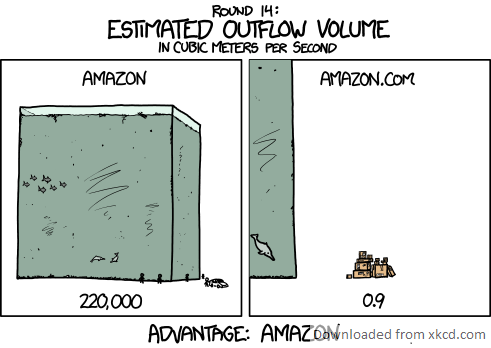 ROUND 14:
ESTIMATED OUTFLOW VOLUME
IN CUBIC METERS PER SECOND
AMAZON
AMAZON.COM
220,000
0.9
ADVANTAGE: AMAZON
Downloaded from xkcd.com